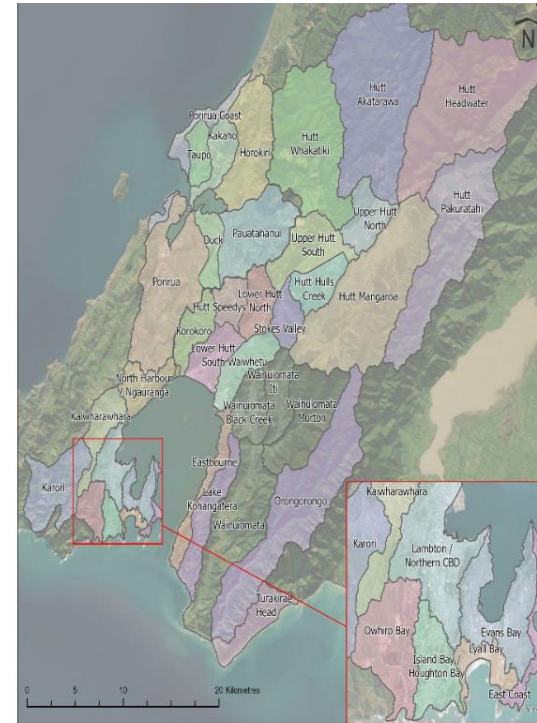 N
Hutt
Akatarawa
Hutt
Headwater
Porirua Coast
Kakaho
Taupo
Horokiri
Hutt
Whakatiki
Hutt
Pakuratahi
Upper Hutt
North
Pauatahanui
Duck
Upper Hutt
South
Porirua
Hutt Hulls
Creek
Hutt Mangaroa
Hutt Speedys
Lower Hutt
North
Korokoro
Stokes Valley
Lower Hutt
South
Waiwhetu
North Harbour
/ Ngauranga
Wainuiomata
Iti
Wainuiomata
Black Creek
Wainuiomata
Morton
Kaiwharawhara
Eastbourne
Karori
Lake
Kohangatera
Orongorongo
Wainuiomata
Turakirae
Head
Kaiwharawhara
Karori
Lambton /
Northern CBD
Owhiro Bay
Evans Bay
Lyall Bay
Island Bay /
Houghton Bay
East Coast
0 5 10 20 Kilometres